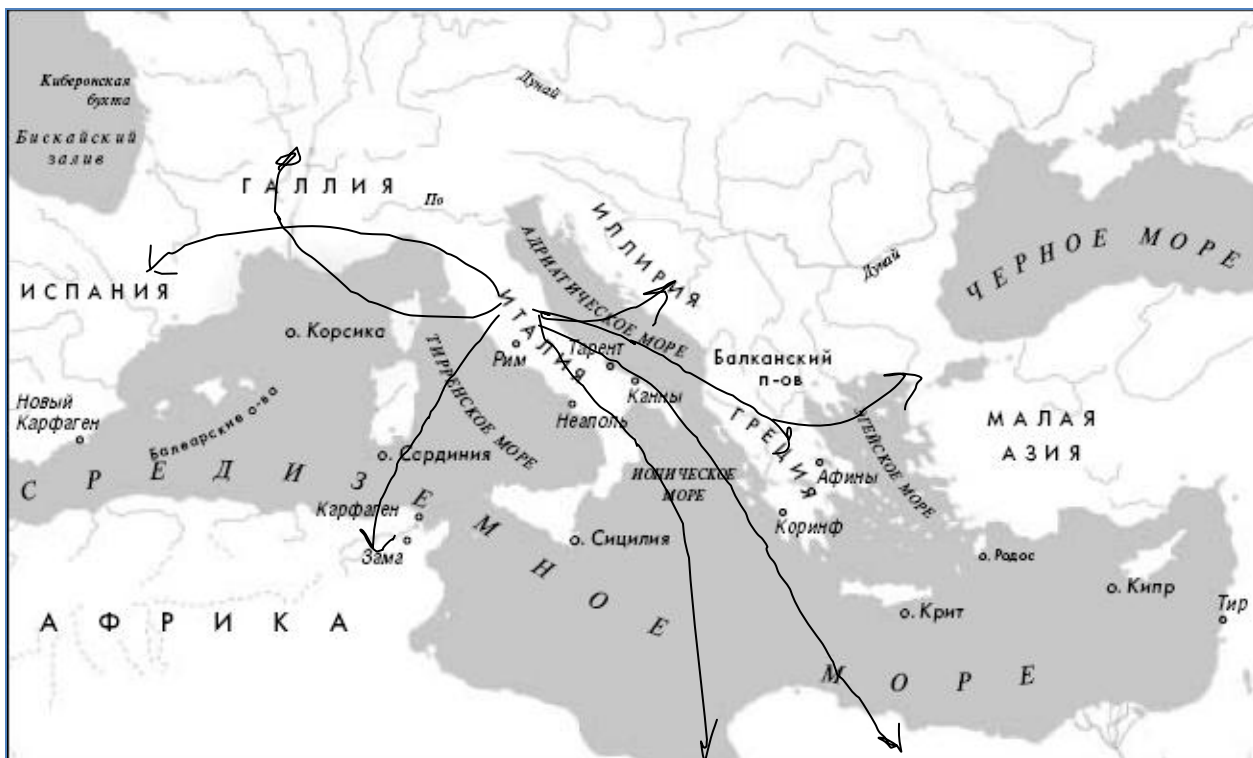 Киберонская
бухта
Бискайский
залив
Дунай
ГАЛЛИЯ
По
ИЛЛИРИЯ
АДРИАТИЧЕСКОЕ МОРЕ
ЧЕРНОЕ МОРЕ
Дунай
ИСПАНИЯ
ИТАЛИЯ
о. Корсика
Рим
Тарент
Балканский
п-ов
ТИРРЕНСКОЕ МОРЕ
Канны
Новый
Карфаген
Балеарские о-ва
Неаполь
ГРЕЦИЯ
ЭГЕЙСКОЕ МОРЕ
МАЛАЯ
АЗИЯ
о. Сардиния
Афины
ИОНИЧЕСКОЕ
МОРЕ
СРЕДИЗЕМНОЕ МОРЕ
Карфаген
Коринф
Зама
о. Сицилия
о. Родос
о. Кипр
АФРИКА
о. Крит
Тир